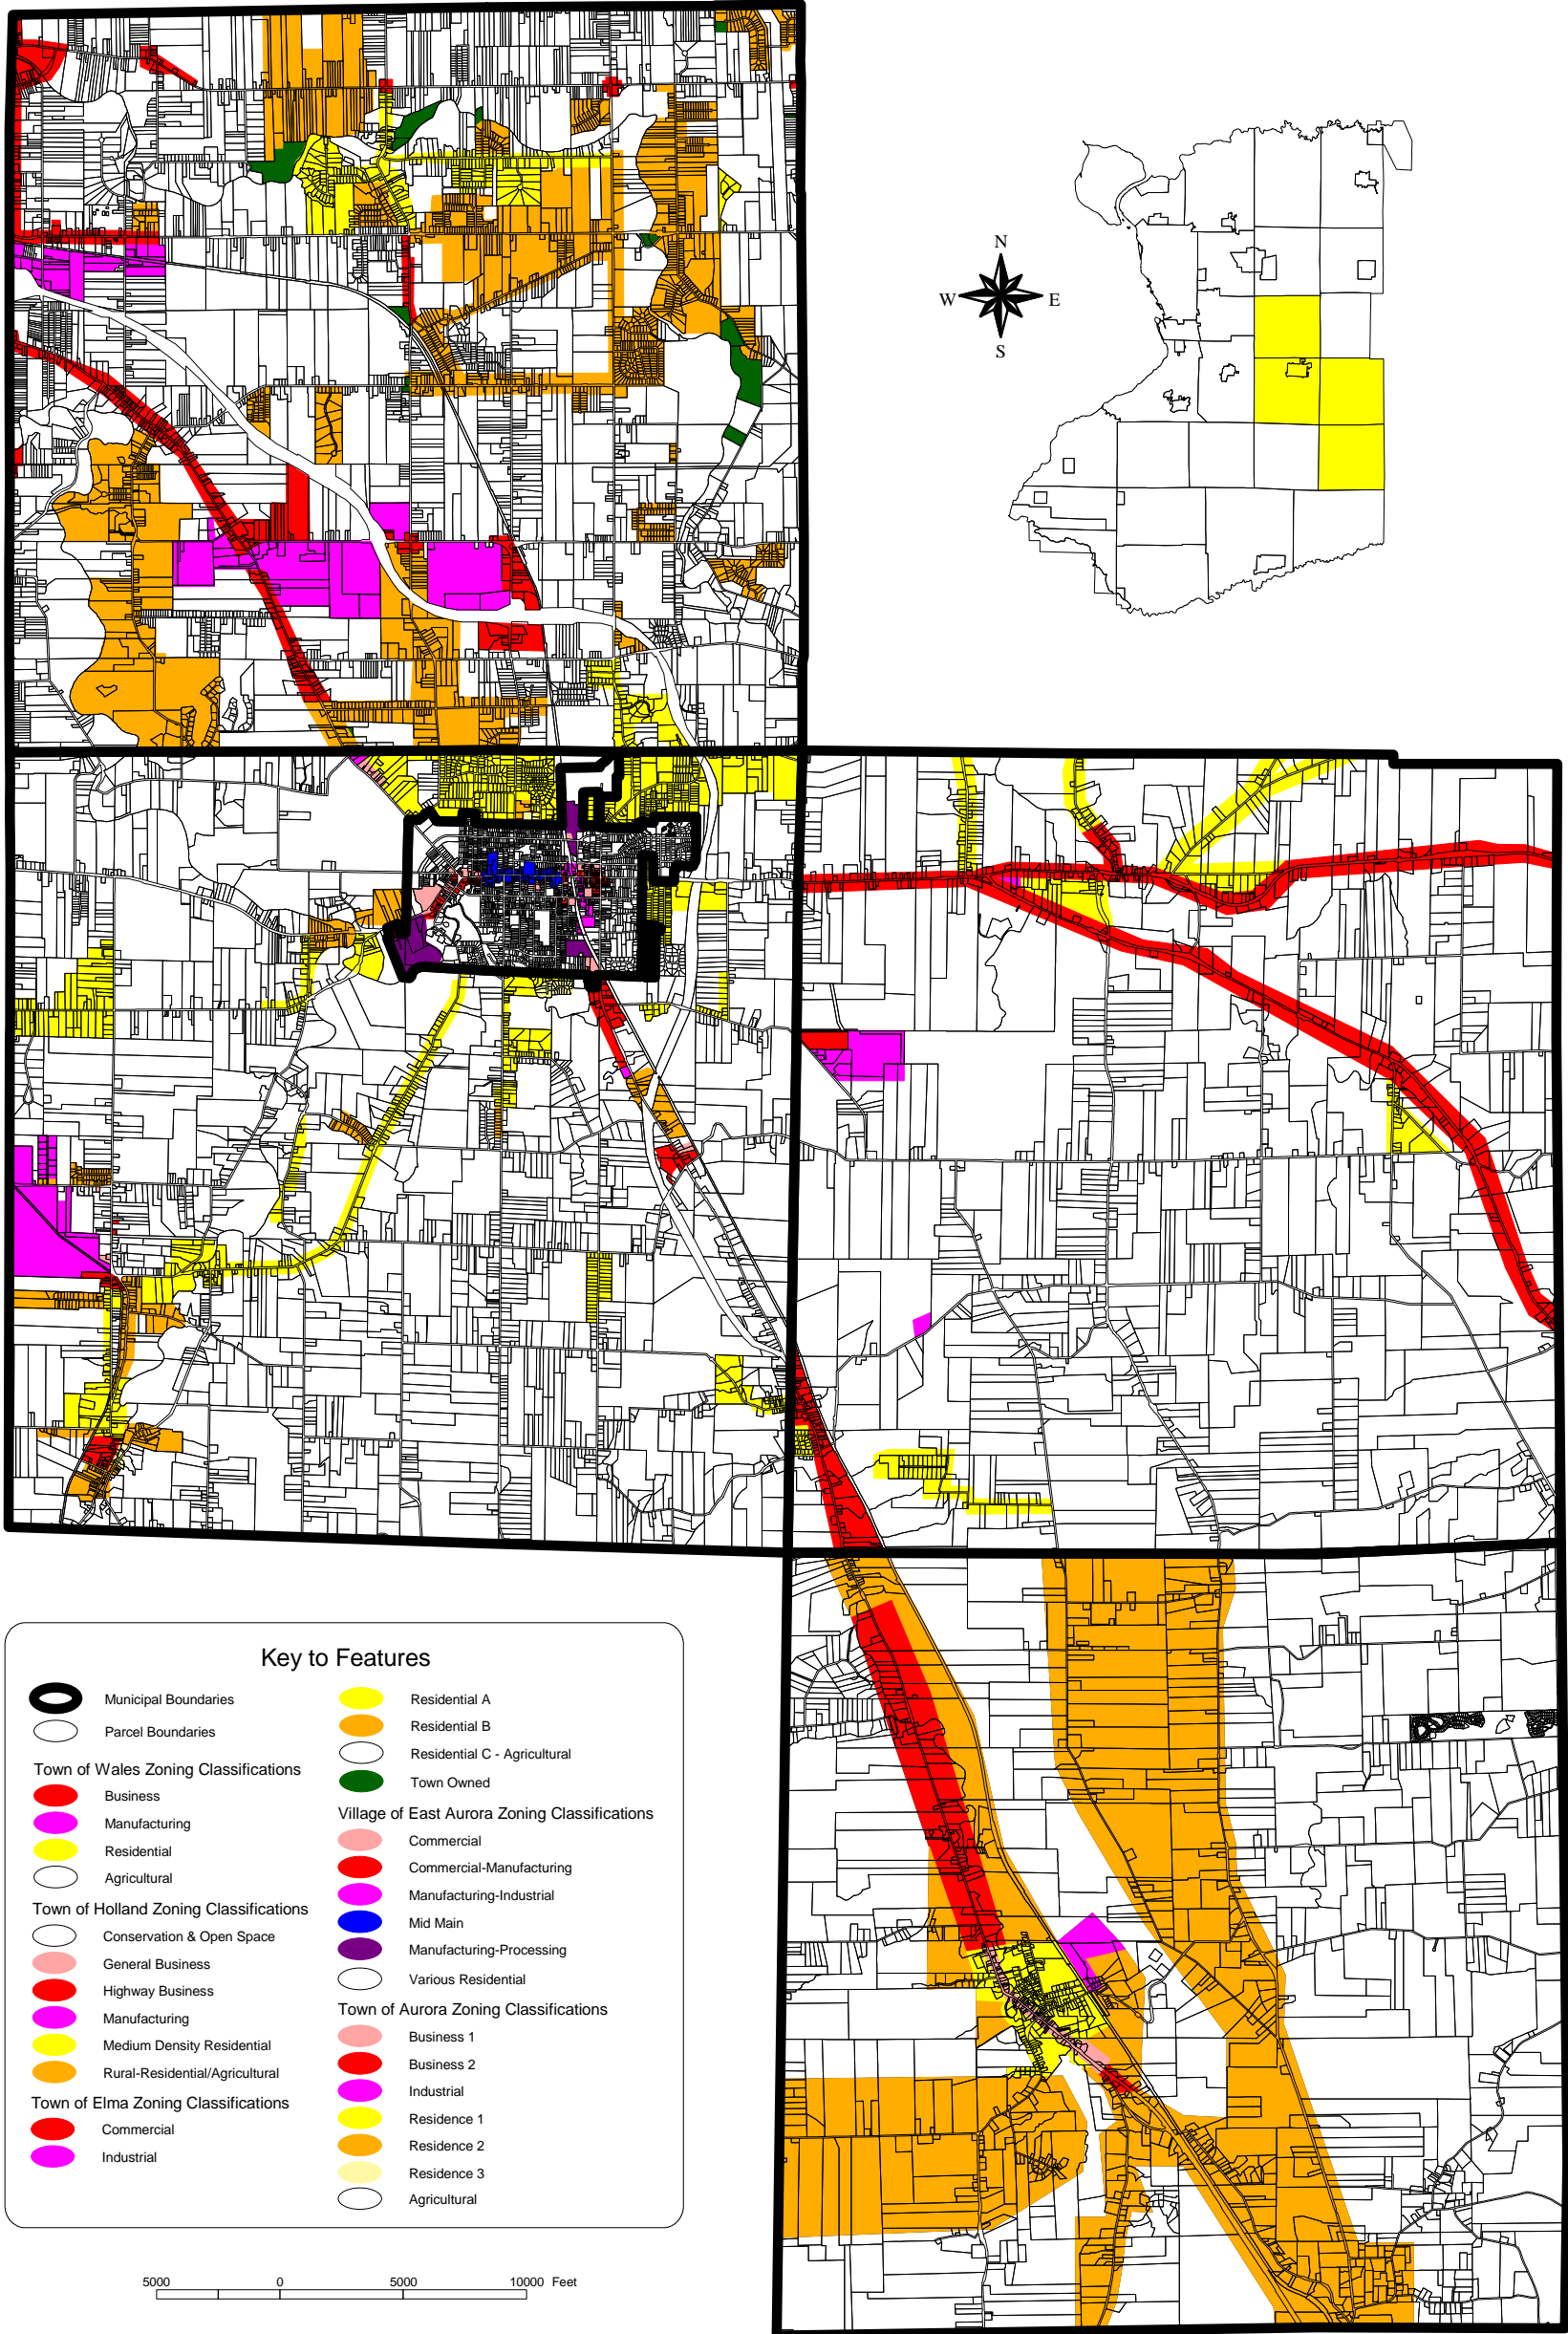 N
W
E
S
Key to Features
Municipal Boundaries
Parcel Boundaries
Town of Wales Zoning Classifications
Business
Manufacturing
Residential
Agricultural
Town of Holland Zoning Classifications
Conservation & Open Space
General Business
Highway Business
Manufacturing
Medium Density Residential
Rural-Residential/Agricultural
Town of Elma Zoning Classifications
Commercial
Industrial
Residential A
Residential B
Residential C - Agricultural
Town Owned
Village of East Aurora Zoning Classifications
Commercial
Commercial-Manufacturing
Manufacturing-Industrial
Mid Main
Manufacturing-Processing
Various Residential
Town of Aurora Zoning Classifications
Business 1
Business 2
Industrial
Residence 1
Residence 2
Residence 3
Agricultural
5000 0 5000 10000 Feet